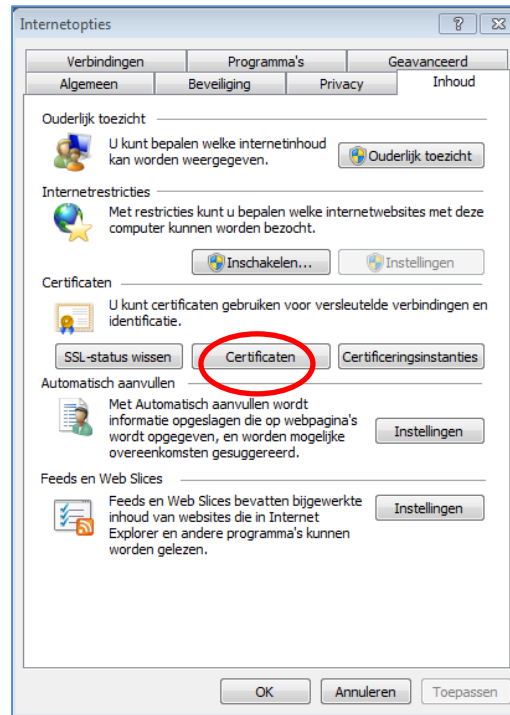 Internetopties
Verbindingen Programma's Geavanceerd
Algemeen Beveiliging Privacy Inhoud
Ouderlijk toezicht
U kunt bepalen welke internetinhoud
kan worden weergegeven.
Ouderlijk toezicht
Internetrestricties
Met restricties kunt u bepalen welke internetwebsites met deze
computer kunnen worden bezocht.
Inschakelen... Instellingen
Certificaten
U kunt certificaten gebruiken voor versleutelde verbindingen en
identificatie.
SSL-status wissen Certificaten Certificeringsinstanties
Automatisch aanvullen
Met Automatisch aanvullen wordt
informatie opgeslagen die op webpagina's
wordt opgegeven, en worden mogelijke
overeenkomsten gesuggereerd.
Instellingen
Feeds en Web Slices
Feeds en Web Slices bevatten bijgewerkte
inhoud van websites die in Internet
Explorer en andere programma's kunnen
worden gelezen.
Instellingen
OK Annuleren Toepassen